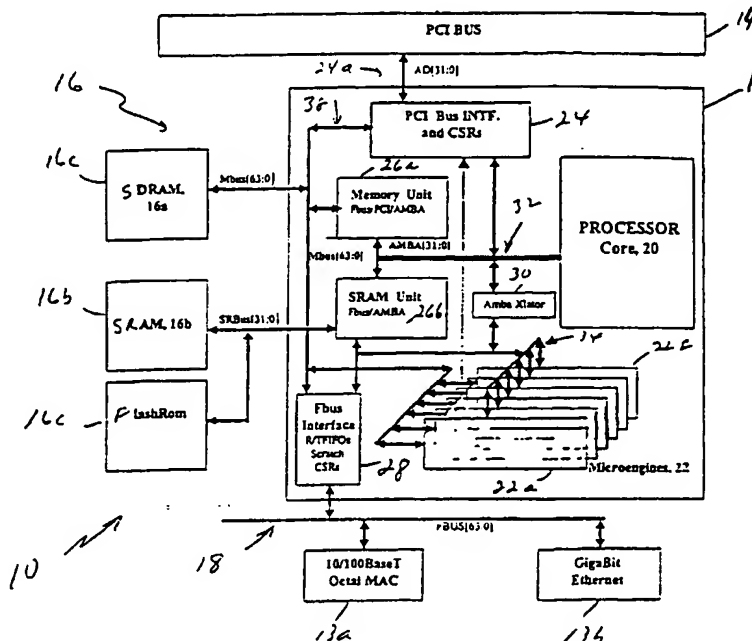 PCI BUS
14
24a
AD[31:0]
16
38
PCI Bus INTF.
and CSRs
24
16c
SDRAM, 16a
Mbus[63:0]
26a
Memory Unit
Fbus/PCI/AMBA
32
PROCESSOR
Core, 20
AMBA[31:0]
Mbus[63:0]
30
16b
SRAM, 16b
SRBus[31:0]
SRAM Unit
Fbus/AMBA
26b
Amba Xlator
34
16c
FlashRom
Fbus
Interface
R/TFIFOs
Scratch
CSRs
28
22a
Microengines, 22
10
18
FBUS[63:0]
10/100BaseT
Octal MAC
GigaBit
Ethernet
13a
13b